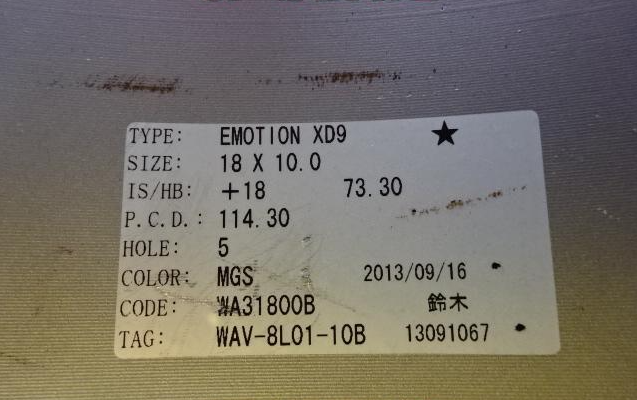 TYPE: EMOTION XD9 ★
SIZE: 18 X 10.0
IS/HB: +18 73.30
P.C.D.: 114.30
HOLE: 5
COLOR: MGS 2013/09/16
CODE: WA31800B 鈴木
TAG: WAV-8L01-10B 13091067